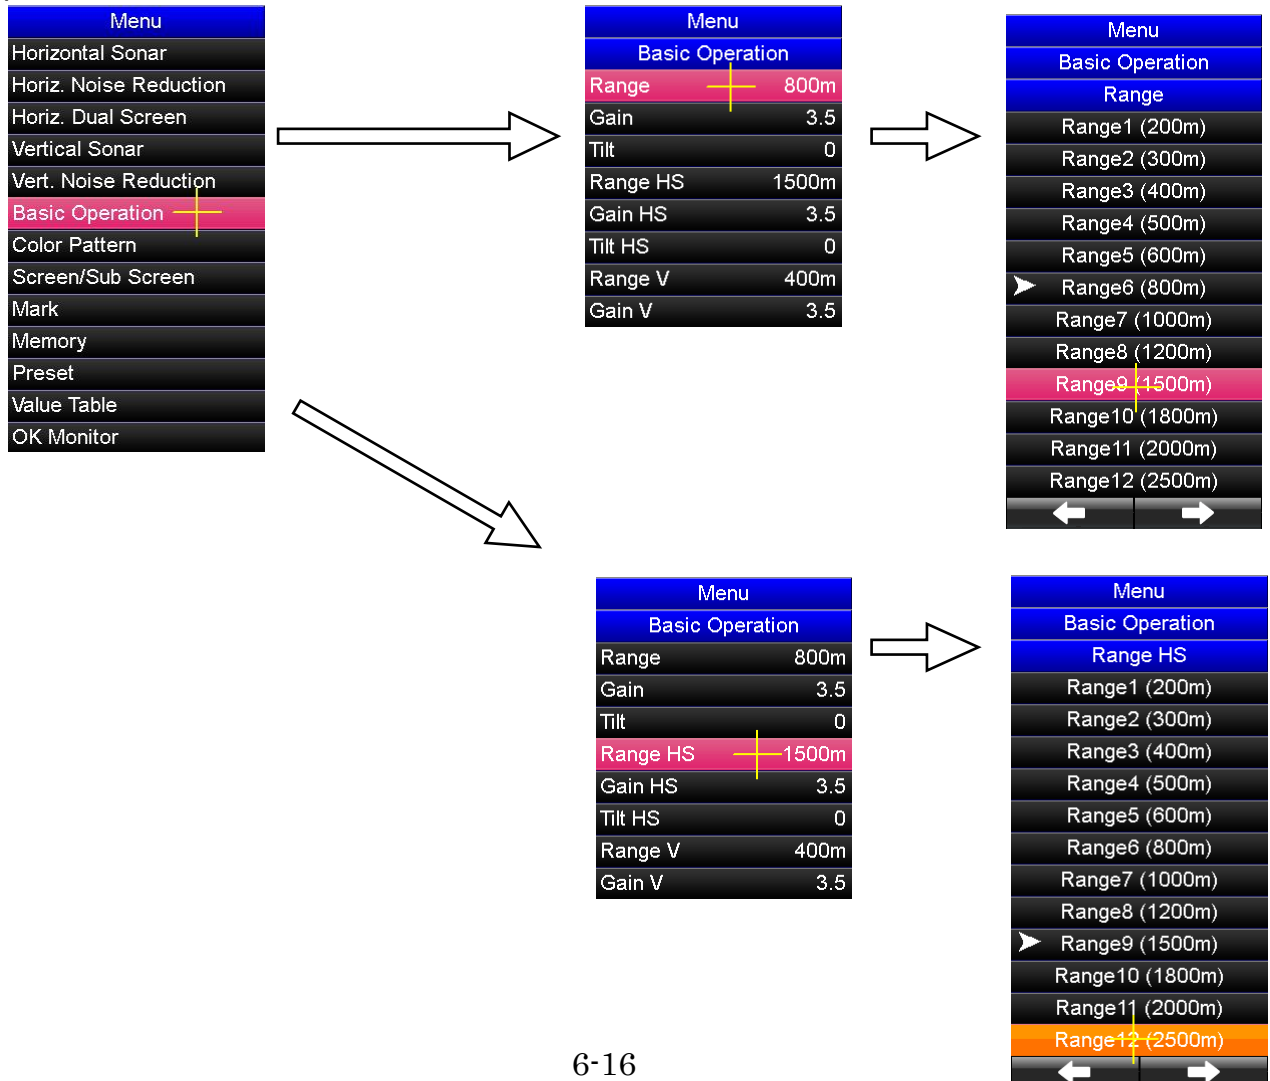 Menu
Horizontal Sonar
Horiz. Noise Reduction
Horiz. Dual Screen
Vertical Sonar
Vert. Noise Reduction
Basic Operation
Color Pattern
Screen/Sub Screen
Mark
Memory
Preset
Value Table
OK Monitor
Menu
Basic Operation
Range 800m
Gain 3.5
Tilt 0
Range HS 1500m
Gain HS 3.5
Tilt HS 0
Range V 400m
Gain V 3.5
Menu
Basic Operation
Range
Range1 (200m)
Range2 (300m)
Range3 (400m)
Range4 (500m)
Range5 (600m)
Range6 (800m)
Range7 (1000m)
Range8 (1200m)
Range9 (1500m)
Range10 (1800m)
Range11 (2000m)
Range12 (2500m)
Menu
Basic Operation
Range 800m
Gain 3.5
Tilt 0
Range HS 1500m
Gain HS 3.5
Tilt HS 0
Range V 400m
Gain V 3.5
Menu
Basic Operation
Range HS
Range1 (200m)
Range2 (300m)
Range3 (400m)
Range4 (500m)
Range5 (600m)
Range6 (800m)
Range7 (1000m)
Range8 (1200m)
Range9 (1500m)
Range10 (1800m)
Range11 (2000m)
Range12 (2500m)
6-16